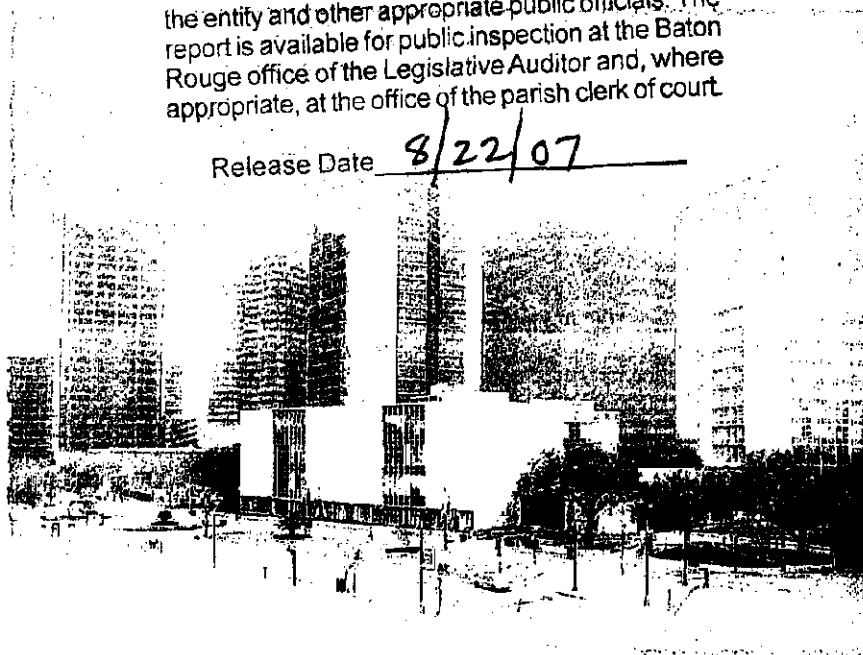 the entity and other appropriate public officials. The
report is available for public inspection at the Baton
Rouge office of the Legislative Auditor and, where
appropriate, at the office of the parish clerk of court.
Release Date 8/22/07